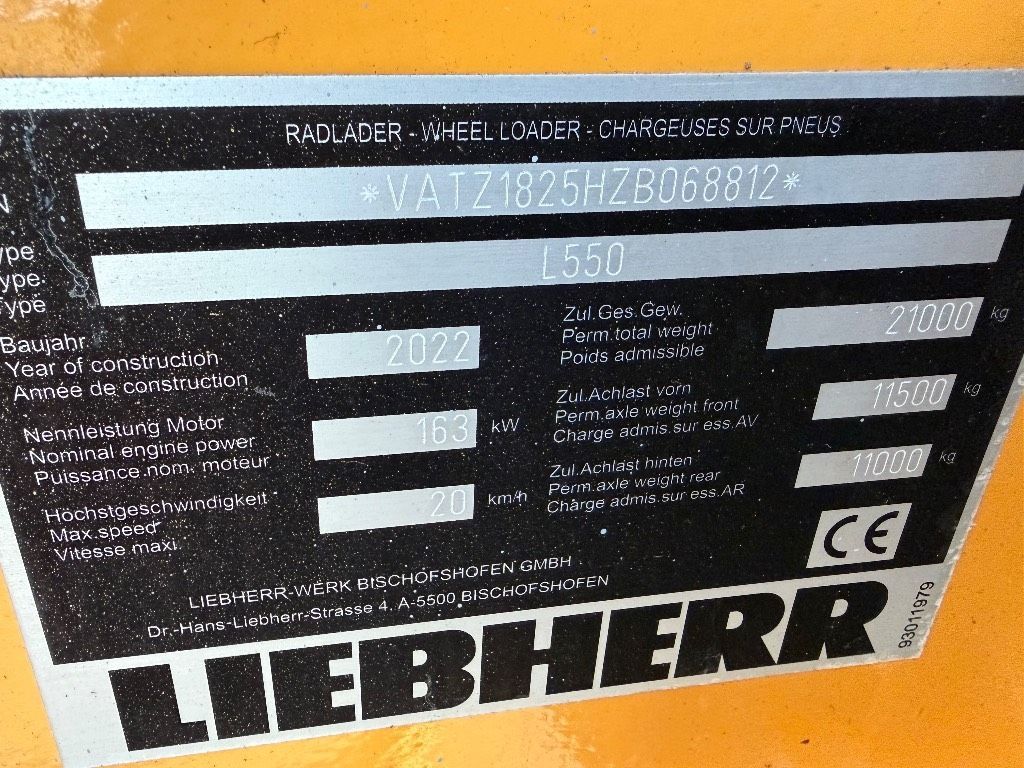 RADLADER - WHEEL LOADER - CHARGEUSES SUR PNEUS
*VATZ1825HZB068812*
L550
Baujahr
Year of construction
Année de construction
2022
Zul.Ges.Gew.
Perm.total weight
Poids admissible
21000 kg
Nennleistung Motor
Nominal engine power
Puissance nom. moteur
163 kW
Zul.Achlast vorn
Perm.axle weight front
Charge admis.sur ess.AV
11500 kg
Höchstgeschwindigkeit
Max.speed
Vitesse maxi.
20 km/h
Zul.Achlast hinten
Perm.axle weight rear
Charge admis.sur ess.AR
11000 kg
CE
LIEBHERR-WERK BISCHOFSHOFEN GMBH
Dr.-Hans-Liebherr-Strasse 4, A-5500 BISCHOFSHOFEN
LIEBHERR
93011979